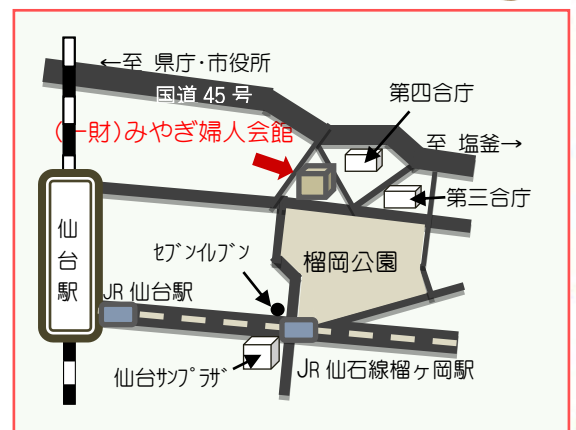 ←至 県庁・市役所
国道 45 号
第四合庁
(一財)みやぎ婦人会館
至 塩釜→
第三合庁
仙台駅
セブンイレブン
榴岡公園
JR 仙台駅
仙台サンプラザ
JR 仙石線榴ヶ岡駅